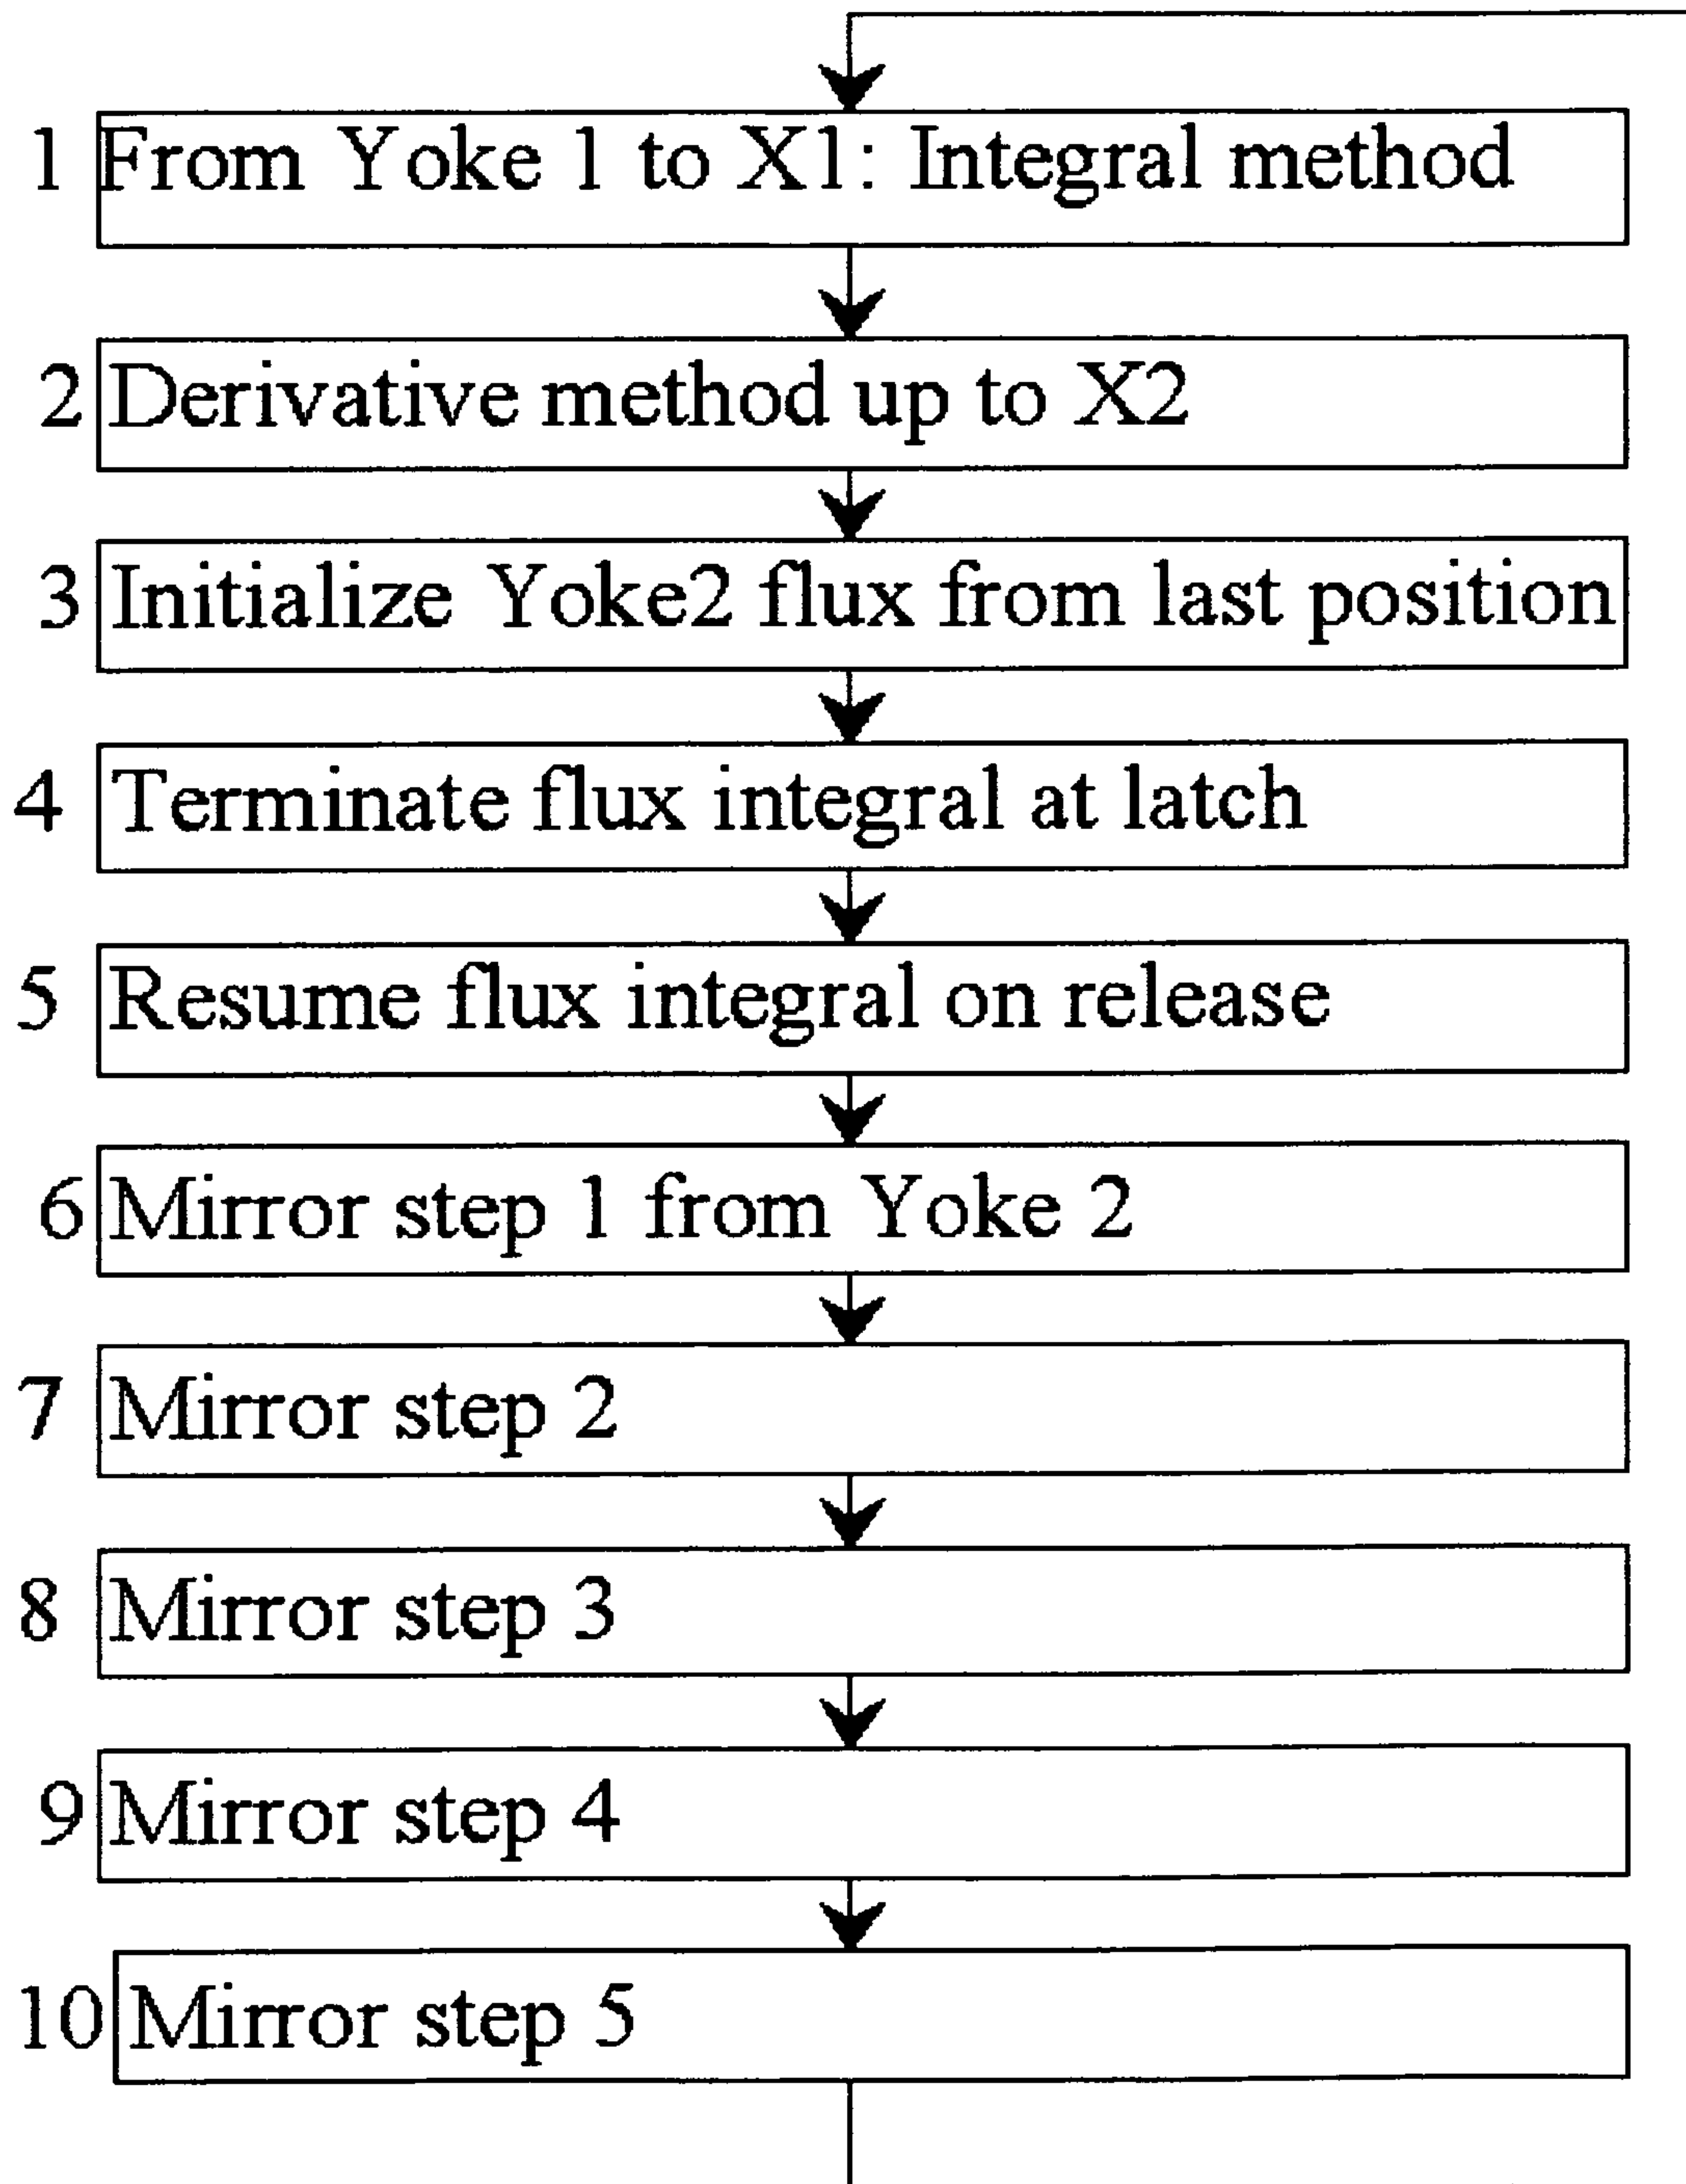 1 From Yoke 1 to X1: Integral method
2 Derivative method up to X2
3 Initialize Yoke2 flux from last position
4 Terminate flux integral at latch
5 Resume flux integral on release
6 Mirror step 1 from Yoke 2
7 Mirror step 2
8 Mirror step 3
9 Mirror step 4
10 Mirror step 5